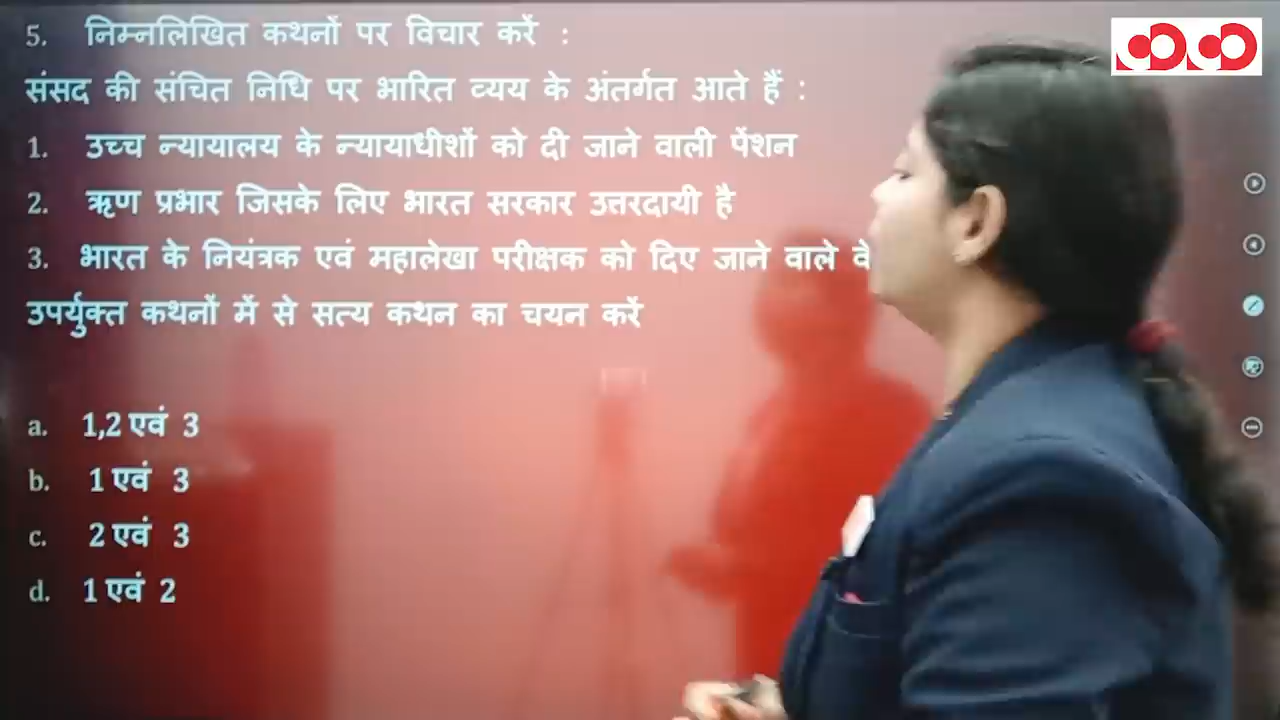 5. निम्नलिखित कथनों पर विचार करें :
संसद की संचित निधि पर भारित व्यय के अंतर्गत आते हैं :
1. उच्च न्यायालय के न्यायाधीशों को दी जाने वाली पेंशन
2. ऋण प्रभार जिसके लिए भारत सरकार उत्तरदायी है
3. भारत के नियंत्रक एवं महालेखा परीक्षक को दिए जाने वाले
उपर्युक्त कथनों में से सत्य कथन का चयन करें
a. 1,2 एवं 3
b. 1 एवं 3
c. 2 एवं 3
d. 1 एवं 2